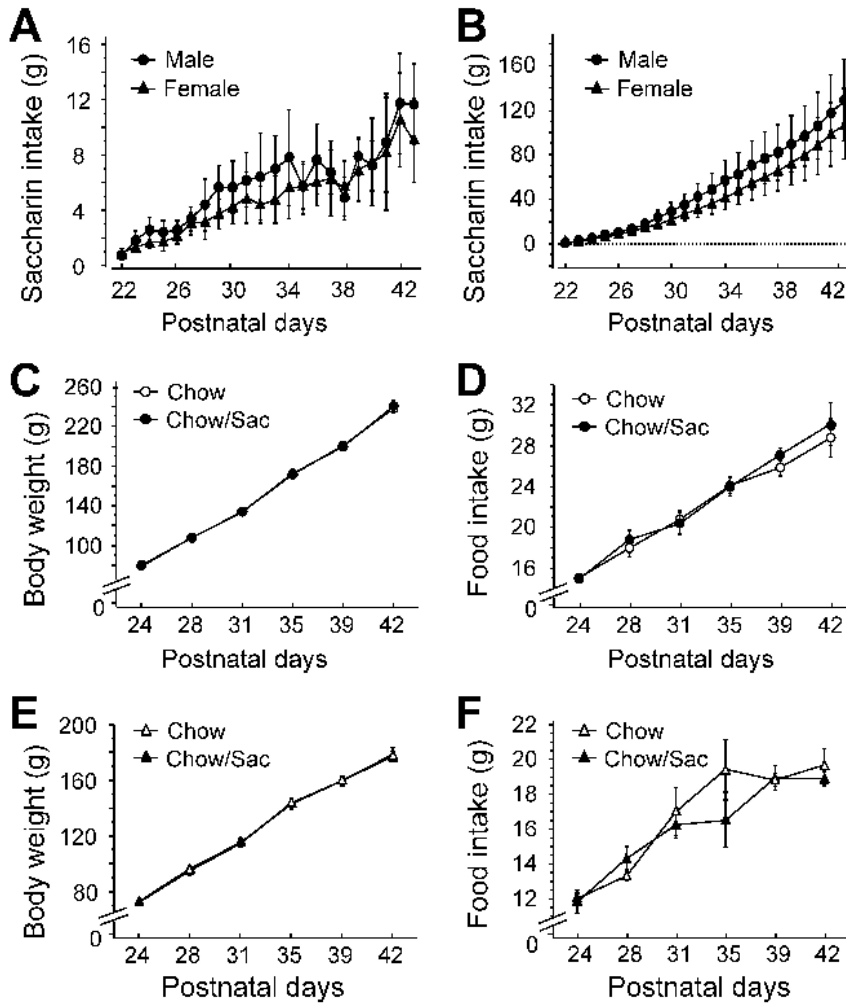 A
Saccharin intake (g)
16
12
8
4
0
Male
Female
22 26 30 34 38 42
Postnatal days
B
Saccharin intake (g)
160
120
80
40
0
Male
Female
22 26 30 34 38 42
Postnatal days
C
Body weight (g)
260
220
180
140
100
0
Chow
Chow/Sac
24 28 31 35 39 42
Postnatal days
D
Food intake (g)
32
28
24
20
16
0
Chow
Chow/Sac
24 28 31 35 39 42
Postnatal days
E
Body weight (g)
200
160
120
80
0
Chow
Chow/Sac
24 28 31 35 39 42
Postnatal days
F
Food intake (g)
22
20
18
16
14
12
0
Chow
Chow/Sac
24 28 31 35 39 42
Postnatal days